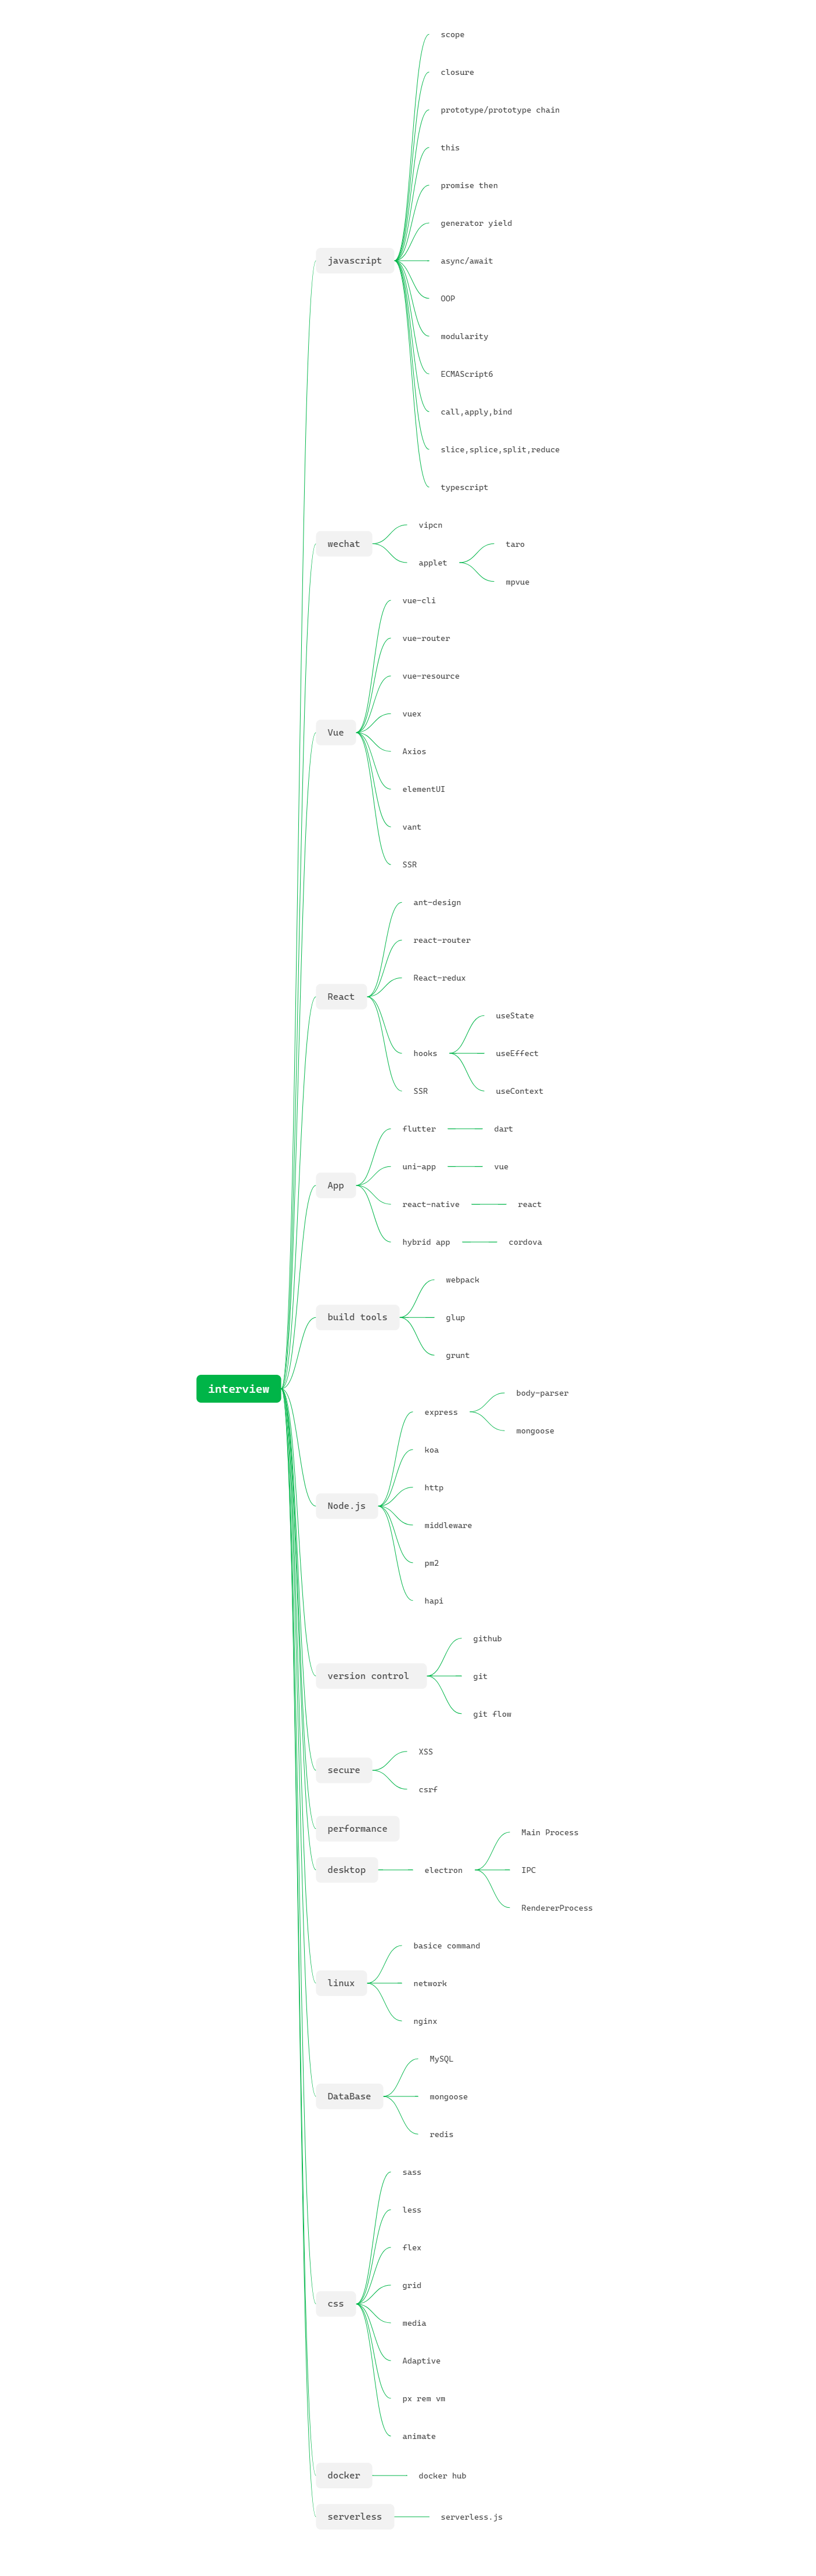 scope
closure
prototype/prototype chain
this
promise then
generator yield
javascript
async/await
OOP
modularity
ECMAScript6
call,apply,bind
slice,splice,split,reduce
typescript
wechat
vipcn
applet
taro
mpvue
Vue
vue-cli
vue-router
vue-resource
vuex
Axios
elementUI
vant
SSR
React
ant-design
react-router
React-redux
hooks
useState
useEffect
useContext
SSR
App
flutter
dart
uni-app
vue
react-native
react
hybrid app
cordova
build tools
webpack
glup
grunt
interview
Node.js
express
body-parser
mongoose
koa
http
middleware
pm2
hapi
version control
github
git
git flow
secure
XSS
csrf
performance
desktop
electron
Main Process
IPC
RendererProcess
linux
basice command
network
nginx
DataBase
MySQL
mongoose
redis
css
sass
less
flex
grid
media
Adaptive
px rem vm
animate
docker
docker hub
serverless
serverless.js